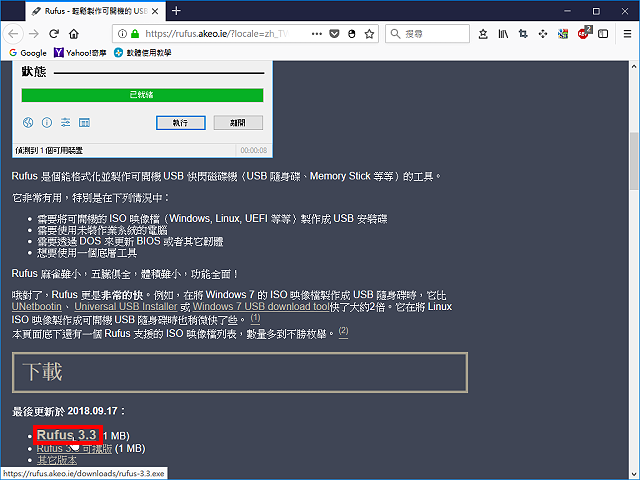 Rufus - 輕鬆製作可開機的 USB
https://rufus.akeo.ie/?locale=zh_TW
搜尋
2
Google
Yahoo!奇摩
軟體使用教學
狀態
已就緒
執行
離開
偵測到 1 個可用裝置
00:00:08
Rufus 是個能格式化並製作可開機 USB 快閃磁碟機（USB 隨身碟、Memory Stick 等等）的工具。
它非常有用，特別是在下列情況中：
需要將可開機的 ISO 映像檔（Windows, Linux, UEFI 等等）製作成 USB 安裝碟
需要使用未裝作業系統的電腦
需要透過 DOS 來更新 BIOS 或者其它韌體
想要使用一個底層工具
Rufus 麻雀雖小，五臟俱全，體積雖小，功能全面！
哦對了，Rufus 更是非常的快。例如，在將 Windows 7 的 ISO 映像檔製作成 USB 隨身碟時，它比
UNetbootin、Universal USB Installer 或 Windows 7 USB download tool快了大約2倍。它在將 Linux
ISO 映像製作成可開機 USB 隨身碟時也稍微快了些。 (1)
本頁面底下還有一個 Rufus 支援的 ISO 映像檔列表，數量多到不勝枚舉。 (2)
下載
最後更新於 2018.09.17：
Rufus 3.3 (1 MB)
Rufus 3.3 可攜版 (1 MB)
其它版本
https://rufus.akeo.ie/downloads/rufus-3.3.exe